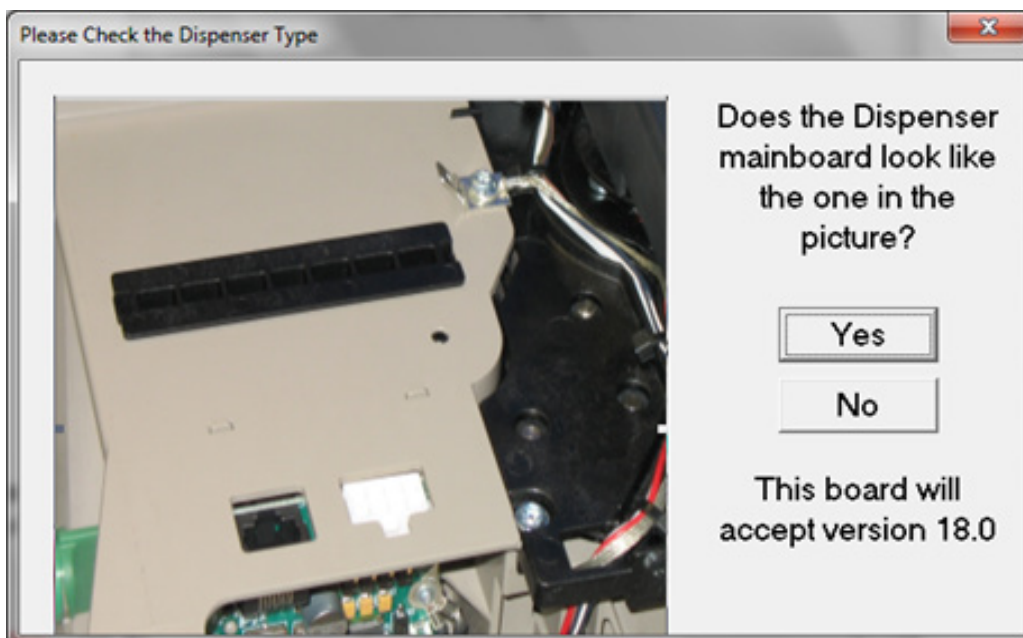 Please Check the Dispenser Type
Does the Dispenser
mainboard look like
the one in the
picture?
Yes
No
This board will
accept version 18.0